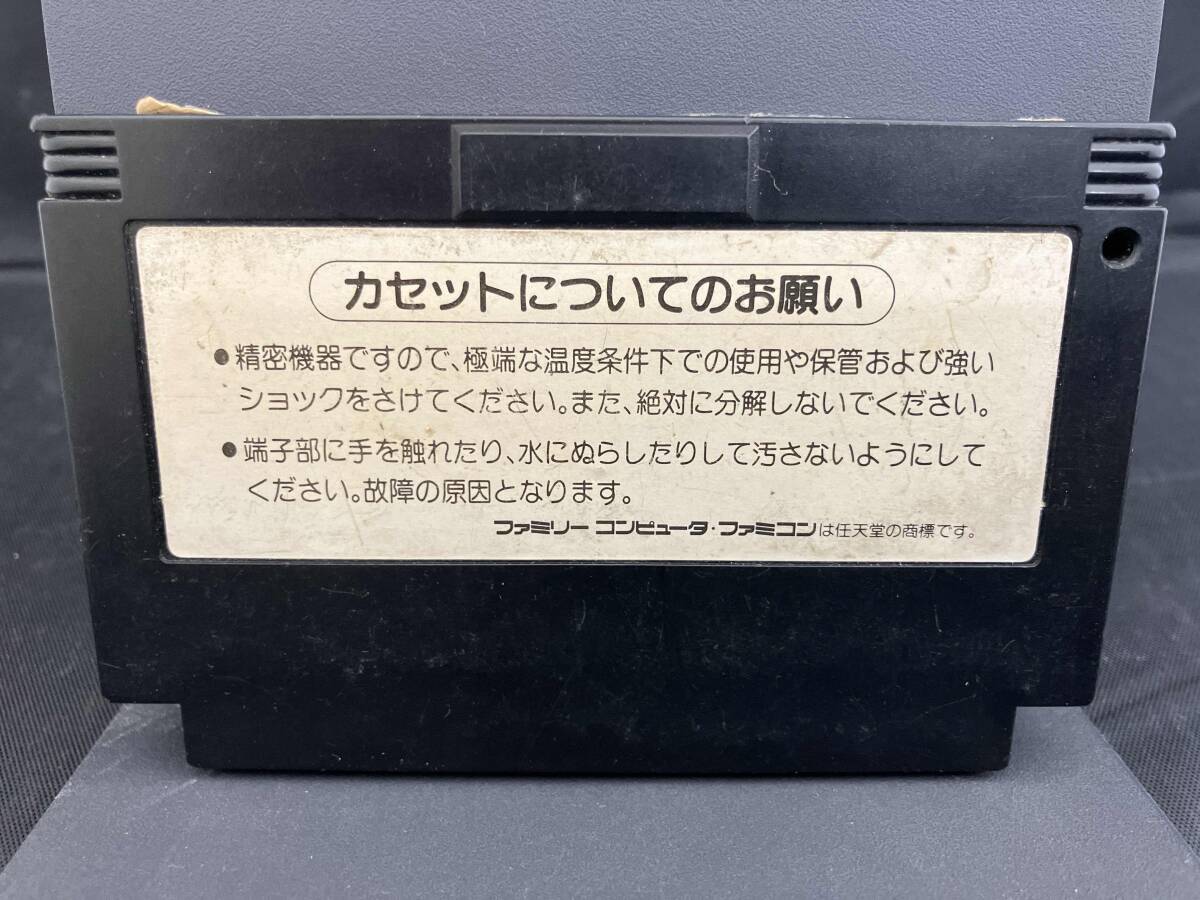 カセットについてのお願い
●精密機器ですので、極端な温度条件下での使用や保管および強い
ショックをさけてください。また、絶対に分解しないでください。
●端子部に手を触れたり、水にぬらしたりして汚さないようにして
ください。故障の原因となります。
ファミリーコンピュータ・ファミコンは任天堂の商標です。